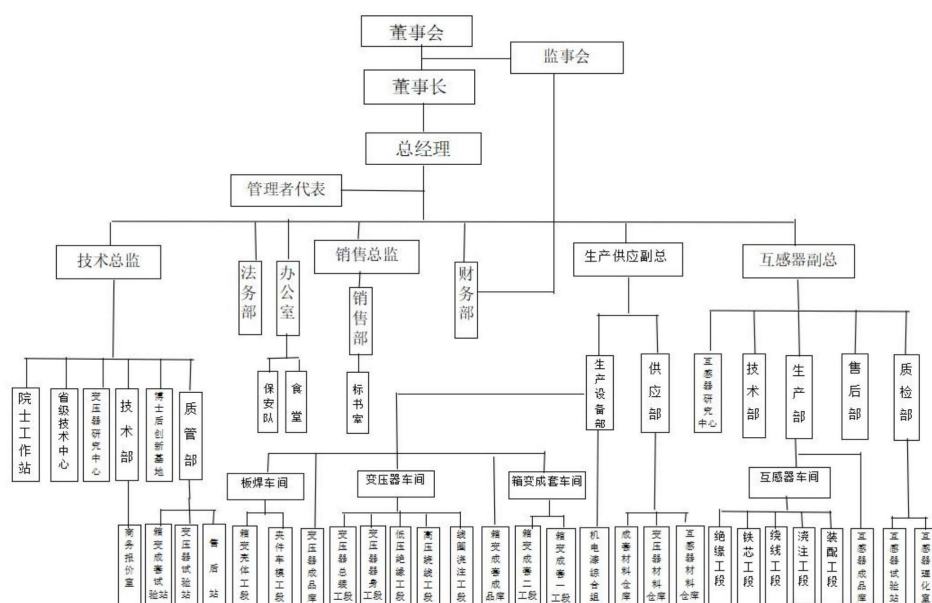 董事会
监事会
董事长
总经理
管理者代表
技术总监
法务部
办公室
销售总监
财务部
生产供应副总
互感器副总
销售部
院士工作站
省级技术中心
变压器研究中心
技术部
博士后创新基地
质管部
保安队
食堂
标书室
生产设备部
供应部
互感器研究中心
技术部
生产部
售后部
质检部
板焊车间
变压器车间
箱变成套车间
互感器车间
商务报价室
箱变成套试验站
变压器试验站
售后站
箱变壳体工段
夹件车模工段
变压器成品库
变压器总装工段
变压器器身工段
低压绝缘工段
高压绕线工段
线圈浇注工段
箱变成套成品库
箱变成套二工段
箱变成套一工段
机电漆综合组
成套材料仓库
变压器材料仓库
互感器材料仓库
绝缘工段
铁芯工段
绕线工段
浇注工段
装配工段
互感器成品库
互感器试验站
互感器理化室